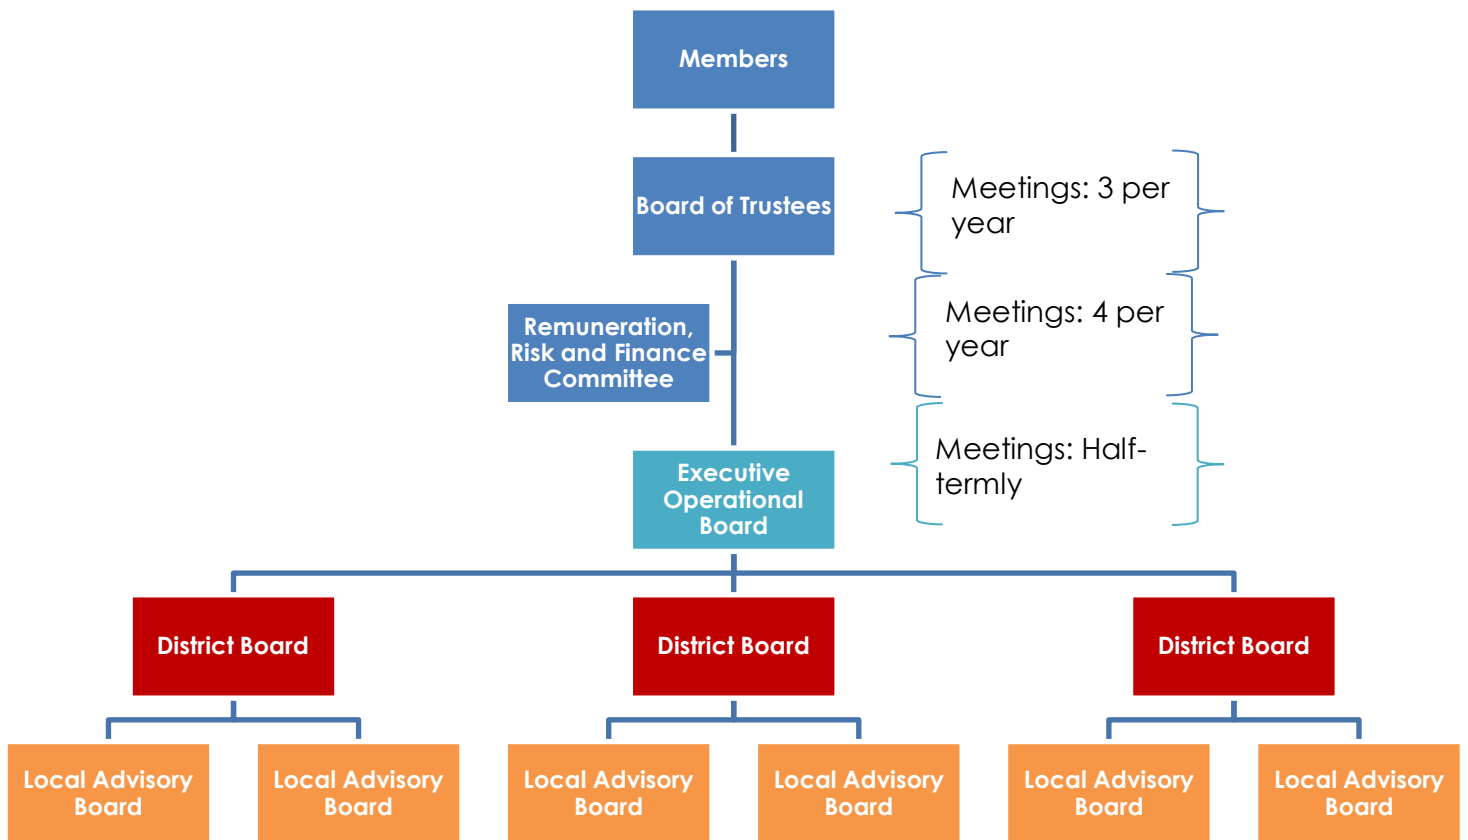 Members
Board of Trustees
Meetings: 3 per
year
Remuneration,
Risk and Finance
Committee
Meetings: 4 per
year
Executive
Operational
Board
Meetings: Half-
termly
District Board
District Board
District Board
Local Advisory
Board
Local Advisory
Board
Local Advisory
Board
Local Advisory
Board
Local Advisory
Board
Local Advisory
Board